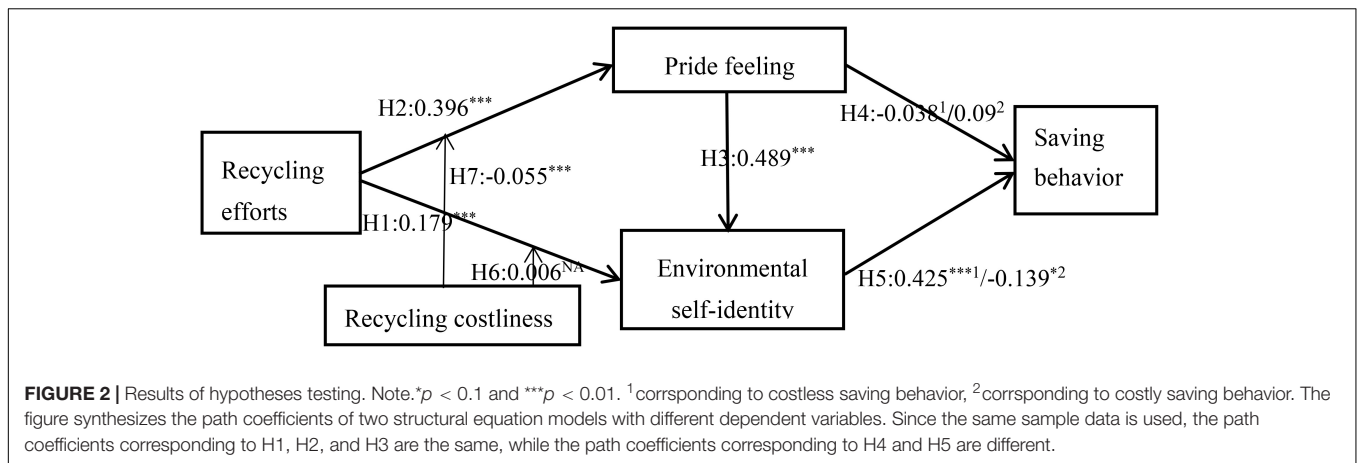 Pride feeling
H2:0.396***
H4:-0.038¹/0.09²
Saving
behavior
Recycling
efforts
H3:0.489***
H7:-0.055***
H1:0.179***
H6:0.006ᴺᴬ
Environmental
self-identity
H5:0.425***¹/-0.139*²
Recycling costliness
FIGURE 2 | Results of hypotheses testing. Note.*p < 0.1 and ***p < 0.01. ¹corrsponding to costless saving behavior, ²corrsponding to costly saving behavior. The
figure synthesizes the path coefficients of two structural equation models with different dependent variables. Since the same sample data is used, the path
coefficients corresponding to H1, H2, and H3 are the same, while the path coefficients corresponding to H4 and H5 are different.